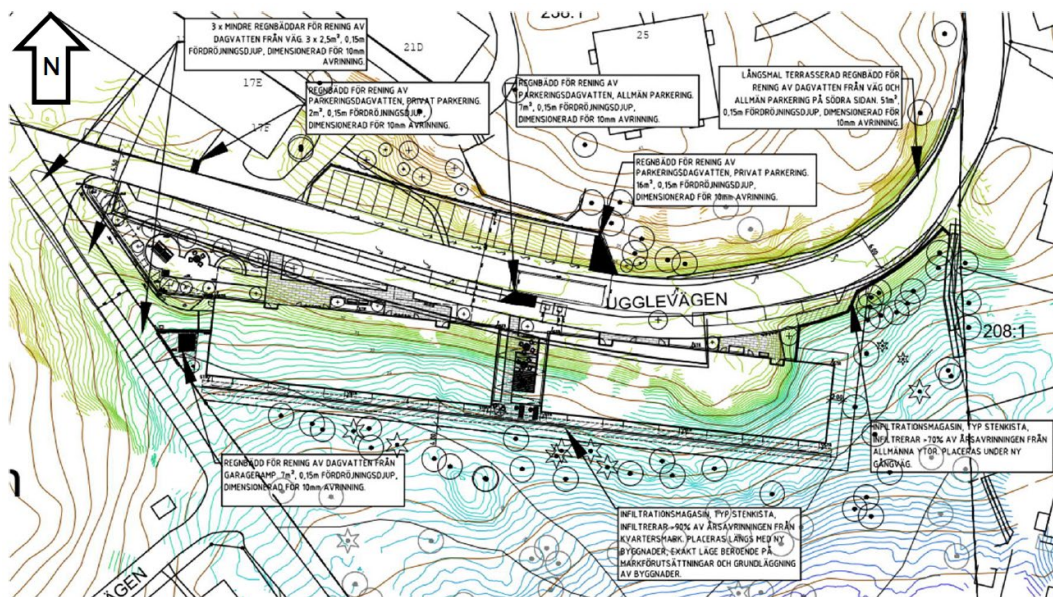 N
238:1
25
21D
17E
17F
3 x MINDRE REGNBÄDDAR FÖR RENING AV
DAGVATTEN FRÅN VÄG. 3 x 2,5m², 0,15m
FÖRDRÖJNINGSDJUP, DIMENSIONERAD FÖR 10mm
AVRINNING.
REGNBÄDD FÖR RENING AV
PARKERINGSDAGVATTEN, PRIVAT PARKERING.
2m², 0,15m FÖRDRÖJNINGSDJUP,
DIMENSIONERAD FÖR 10mm AVRINNING.
REGNBÄDD FÖR RENING AV
PARKERINGSDAGVATTEN, ALLMÄN PARKERING.
7m², 0,15m FÖRDRÖJNINGSDJUP,
DIMENSIONERAD FÖR 10mm AVRINNING.
LÅNGSMAL TERRASSERAD REGNBÄDD FÖR
RENING AV DAGVATTEN FRÅN VÄG OCH
ALLMÄN PARKERING PÅ SÖDRA SIDAN. 51m²,
0,15m FÖRDRÖJNINGSDJUP, DIMENSIONERAD FÖR
10mm AVRINNING.
REGNBÄDD FÖR RENING AV
PARKERINGSDAGVATTEN, PRIVAT PARKERING.
16m², 0,15m FÖRDRÖJNINGSDJUP,
DIMENSIONERAD FÖR 10mm AVRINNING.
UGGLEVÄGEN
208:1
INFILTRATIONSMAGASIN, TYP STENKISTA,
INFILTRERAR >70% AV ÅRSAVRINNINGEN FRÅN
ALLMÄNNA YTOR. PLACERAS UNDER NY
GÅNGVÄG.
REGNBÄDD FÖR RENING AV DAGVATTEN FRÅN
GARAGERAMP, 7m², 0,15m FÖRDRÖJNINGSDJUP,
DIMENSIONERAD FÖR 10mm AVRINNING.
INFILTRATIONSMAGASIN, TYP STENKISTA,
INFILTRERAR >90% AV ÅRSAVRINNINGEN FRÅN
KVARTERSMARK. PLACERAS LÄNGS MED NY
BYGGNADER, EXAKT LÄGE BEROENDE PÅ
MARKFÖRUTSÄTTNINGAR OCH GRUNDLÄGGNING
AV BYGGNADER.
VÄGEN